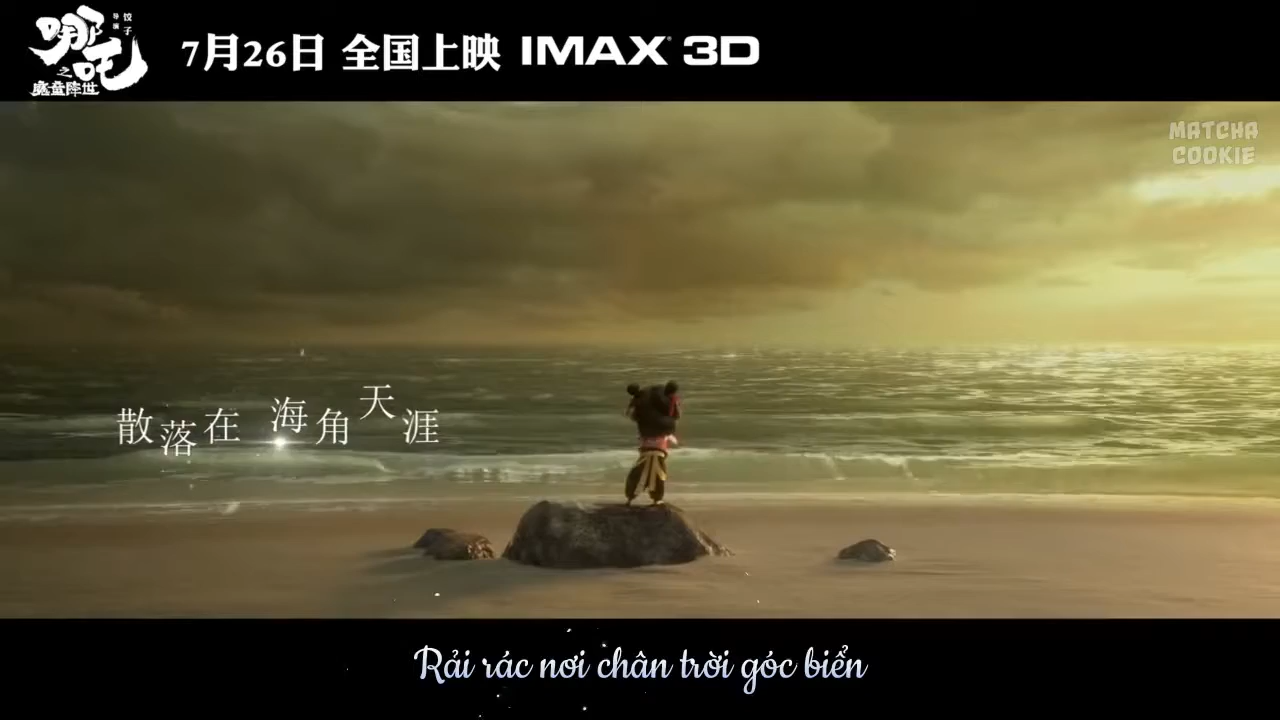 哪吒
导演
饺子
之
魔童降世
7月26日 全国上映 IMAX 3D
MATCHA
COOKIE
散落在 海角天涯
Rải rác nơi chân trời góc biển